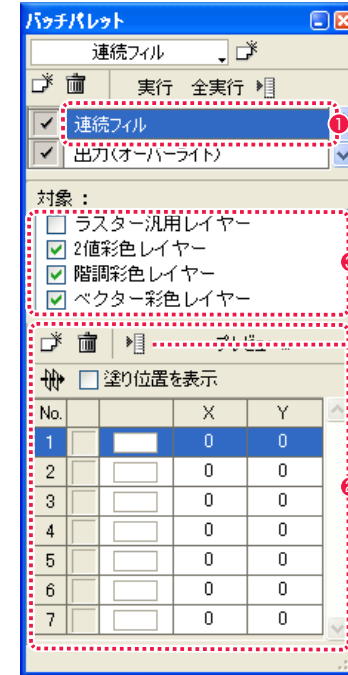 バッチパレット
連続フィル
実行 全実行
連続フィル
出力(オーバーライト)
対象:
ラスター汎用レイヤー
2値彩色レイヤー
階調彩色レイヤー
ベクター彩色レイヤー
塗り位置を表示
No. X Y
1 0 0
2 0 0
3 0 0
4 0 0
5 0 0
6 0 0
7 0 0